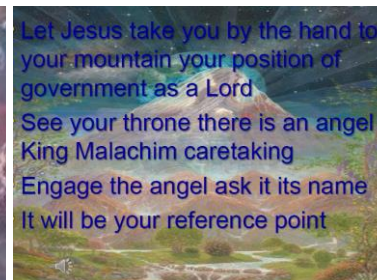 Let Jesus take you by the hand to
your mountain your position of
government as a Lord
See your throne there is an angel
King Malachim caretaking
Engage the angel ask it its name
It will be your reference point